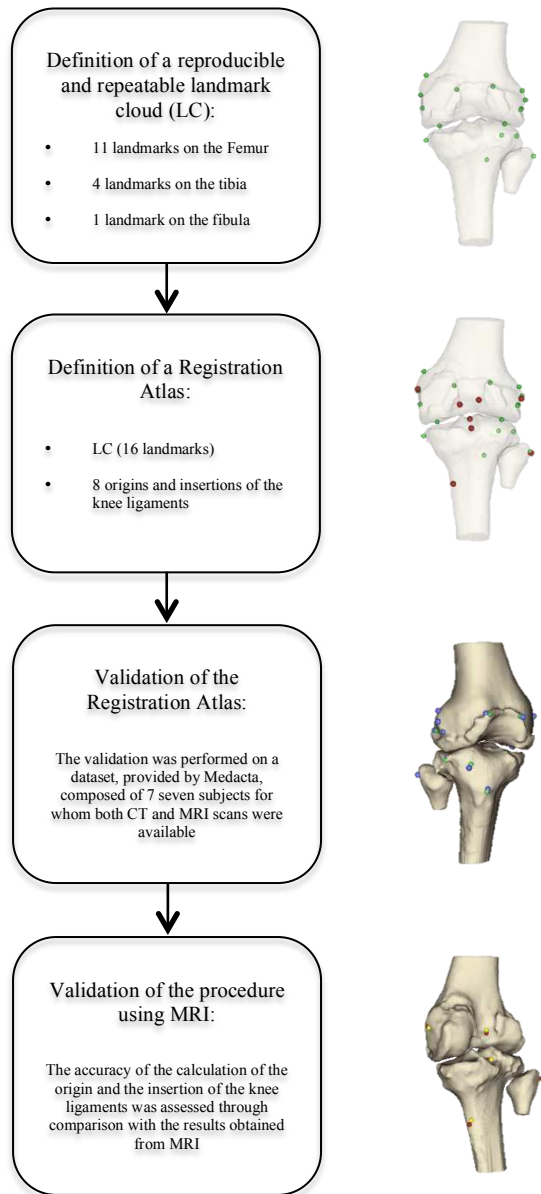 Definition of a reproducible
and repeatable landmark
cloud (LC):
• 11 landmarks on the Femur
• 4 landmarks on the tibia
• 1 landmark on the fibula
Definition of a Registration
Atlas:
• LC (16 landmarks)
• 8 origins and insertions of the
knee ligaments
Validation of the
Registration Atlas:
The validation was performed on a
dataset, provided by Medacta,
composed of 7 seven subjects for
whom both CT and MRI scans were
available
Validation of the procedure
using MRI:
The accuracy of the calculation of the
origin and the insertion of the knee
ligaments was assessed through
comparison with the results obtained
from MRI